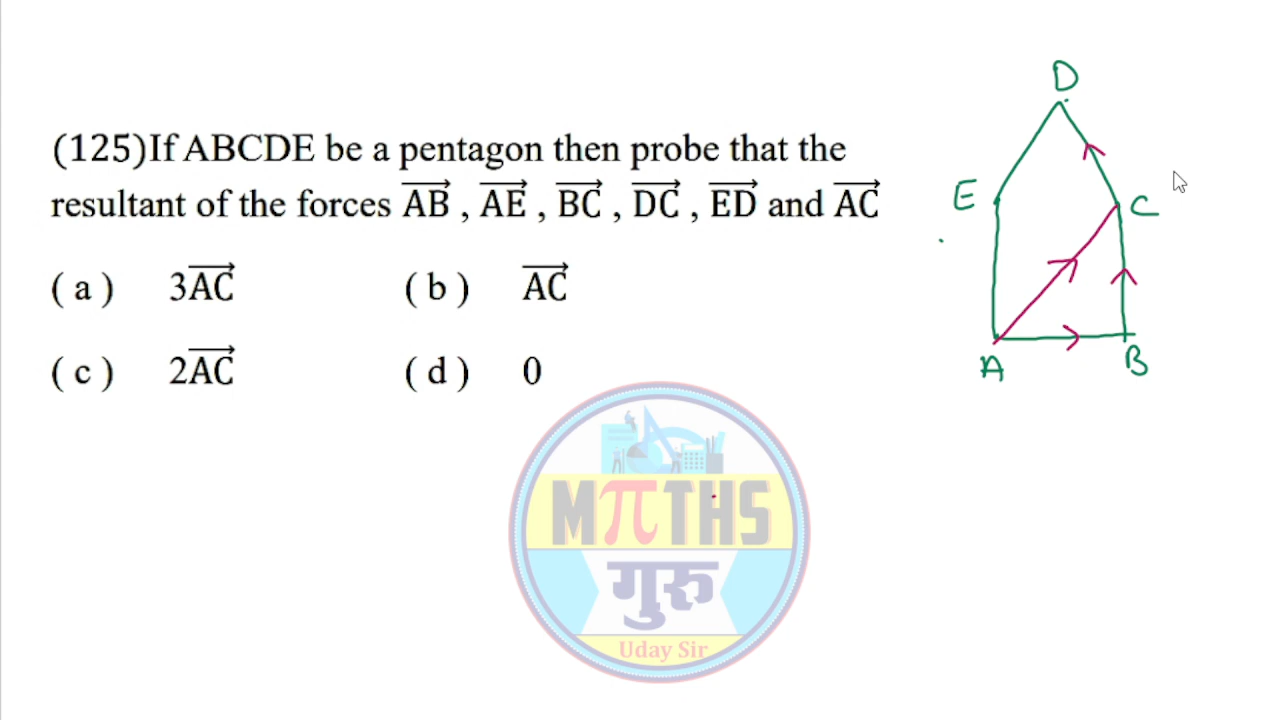 (125)If ABCDE be a pentagon then probe that the
resultant of the forces AB⃗ , AE⃗ , BC⃗ , DC⃗ , ED⃗ and AC⃗
( a ) 3AC⃗ ( b ) AC⃗
( c ) 2AC⃗ ( d ) 0
D
E
C
A
B
MπTHS
गुरु
Uday Sir